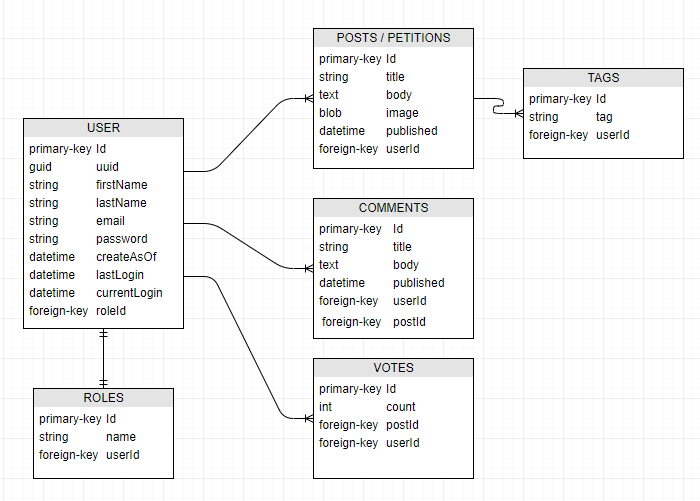 POSTS / PETITIONS
primary-key Id
string title
text body
blob image
datetime published
foreign-key userId
TAGS
primary-key Id
string tag
foreign-key userId
USER
primary-key Id
guid uuid
string firstName
string lastName
string email
string password
datetime createAsOf
datetime lastLogin
datetime currentLogin
foreign-key roleId
COMMENTS
primary-key Id
string title
text body
datetime published
foreign-key userId
foreign-key postId
VOTES
primary-key Id
int count
foreign-key postId
foreign-key userId
ROLES
primary-key Id
string name
foreign-key userId